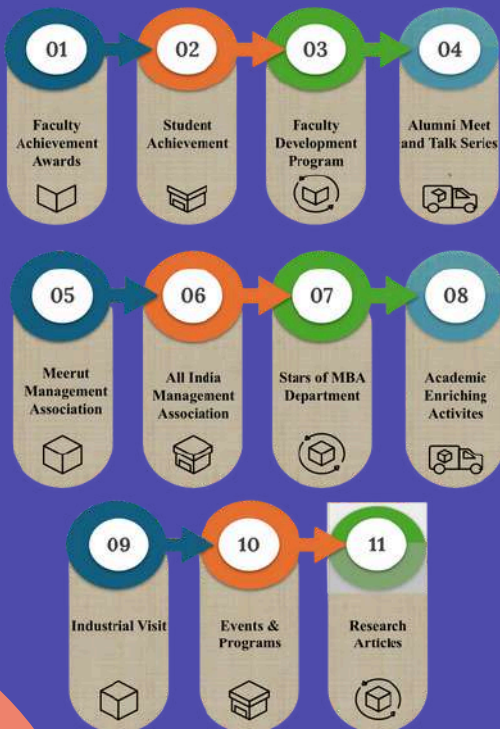 01
02
03
04
Faculty
Achievement
Awards
Student
Achievement
Faculty
Development
Program
Alumni Meet
and Talk Series
05
06
07
08
Meerut
Management
Association
All India
Management
Association
Stars of MBA
Department
Academic
Enriching
Activites
09
10
11
Industrial Visit
Events &
Programs
Research
Articles